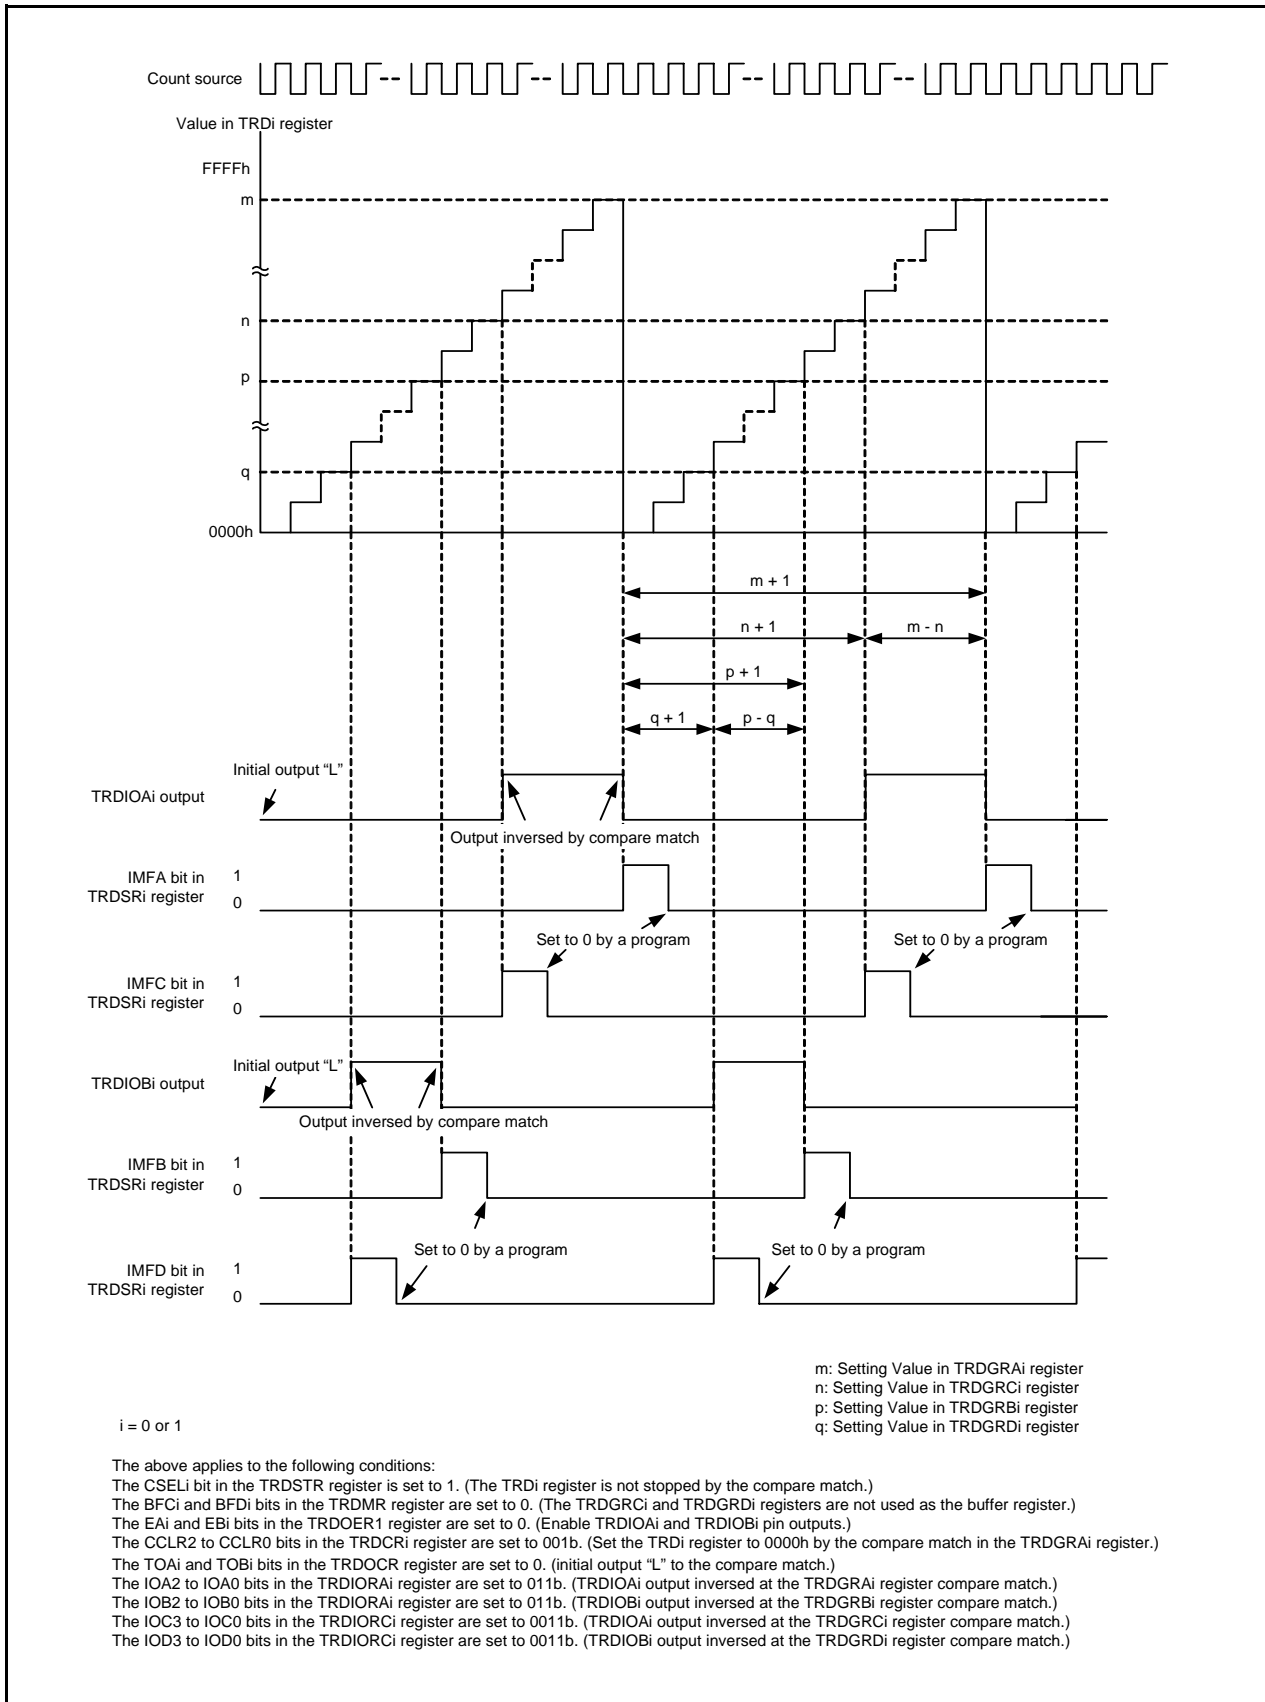 Count source
Value in TRDi register
FFFFh
m
n
p
q
0000h
m + 1
n + 1
m - n
p + 1
q + 1
p - q
Initial output “L”
TRDIOAi output
Output inversed by compare match
IMFA bit in
TRDSRi register
1
0
Set to 0 by a program
Set to 0 by a program
IMFC bit in
TRDSRi register
1
0
Initial output “L”
TRDIOBi output
Output inversed by compare match
IMFB bit in
TRDSRi register
1
0
Set to 0 by a program
Set to 0 by a program
IMFD bit in
TRDSRi register
1
0
m: Setting Value in TRDGRAi register
n: Setting Value in TRDGRCi register
p: Setting Value in TRDGRBi register
q: Setting Value in TRDGRDi register
i = 0 or 1
The above applies to the following conditions:
The CSELi bit in the TRDSTR register is set to 1. (The TRDi register is not stopped by the compare match.)
The BFCi and BFDi bits in the TRDMR register are set to 0. (The TRDGRCi and TRDGRDi registers are not used as the buffer register.)
The EAi and EBi bits in the TRDOER1 register are set to 0. (Enable TRDIOAi and TRDIOBi pin outputs.)
The CCLR2 to CCLR0 bits in the TRDCRi register are set to 001b. (Set the TRDi register to 0000h by the compare match in the TRDGRAi register.)
The TOAi and TOBi bits in the TRDOCR register are set to 0. (initial output “L” to the compare match.)
The IOA2 to IOA0 bits in the TRDIORAi register are set to 011b. (TRDIOAi output inversed at the TRDGRAi register compare match.)
The IOB2 to IOB0 bits in the TRDIORAi register are set to 011b. (TRDIOBi output inversed at the TRDGRBi register compare match.)
The IOC3 to IOC0 bits in the TRDIORCi register are set to 0011b. (TRDIOAi output inversed at the TRDGRCi register compare match.)
The IOD3 to IOD0 bits in the TRDIORCi register are set to 0011b. (TRDIOBi output inversed at the TRDGRDi register compare match.)